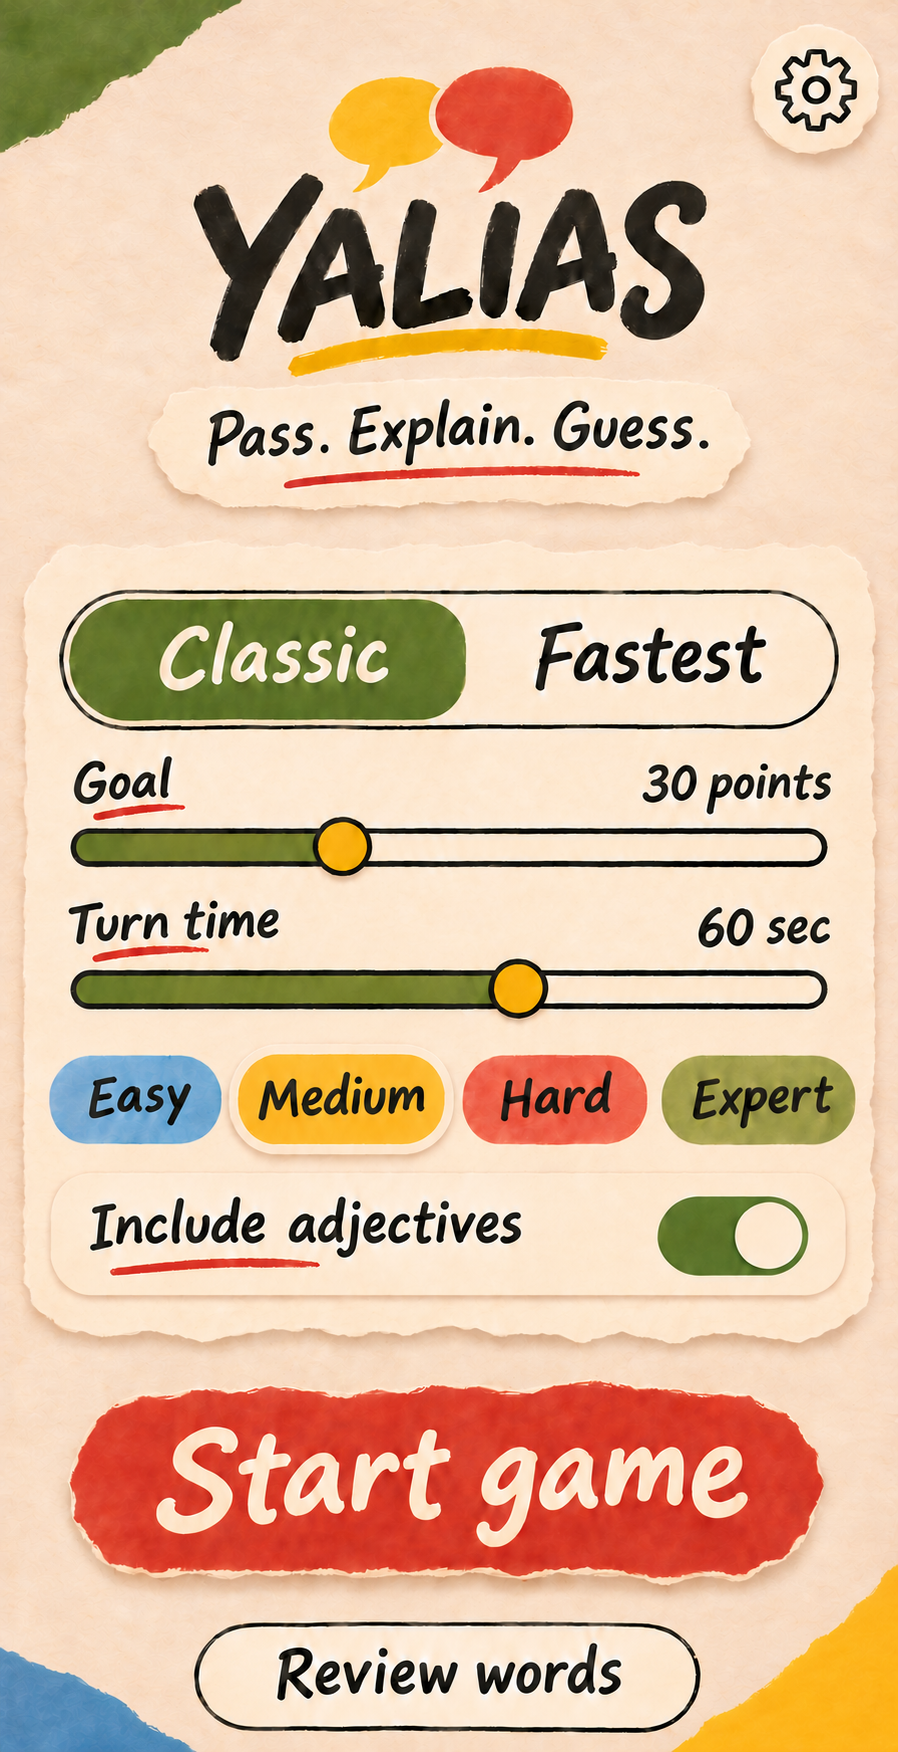 YALIAS
Pass. Explain. Guess.
Classic Fastest
Goal 30 points
Turn time 60 sec
Easy Medium Hard Expert
Include adjectives
Start game
Review words